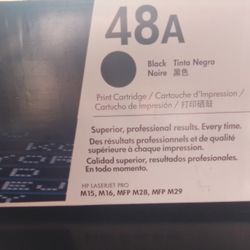 48A
Black Tinta Negra
Noire 黑色
Print Cartridge / Cartouche d'Impression /
Cartucho de Impresión / 打印硒鼓
Superior, professional results. Every time.
Des résultats professionnels et de qualité
supérieure à chaque impression.
Calidad superior, resultados profesionales.
En todo momento.
HP LASERJET PRO
M15, M16, MFP M28, MFP M29